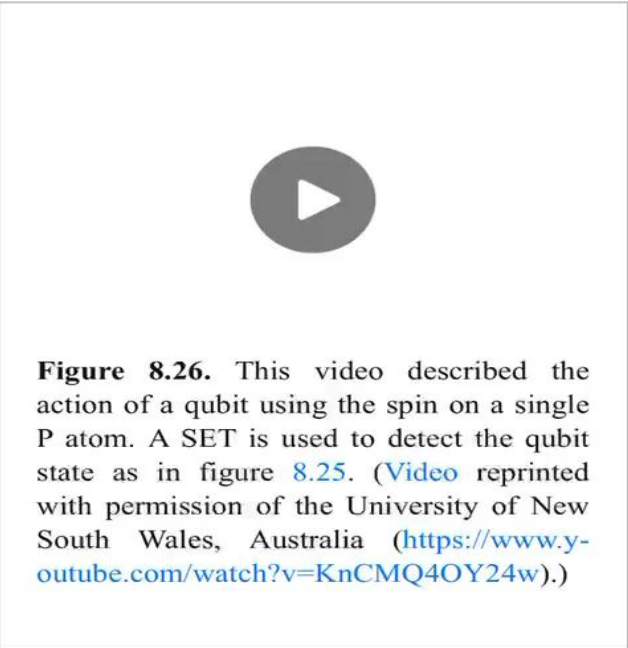 Figure 8.26. This video described the
action of a qubit using the spin on a single
P atom. A SET is used to detect the qubit
state as in figure 8.25. (Video reprinted
with permission of the University of New
South Wales, Australia (https://www.y-
outube.com/watch?v=KnCMQ4OY24w).)